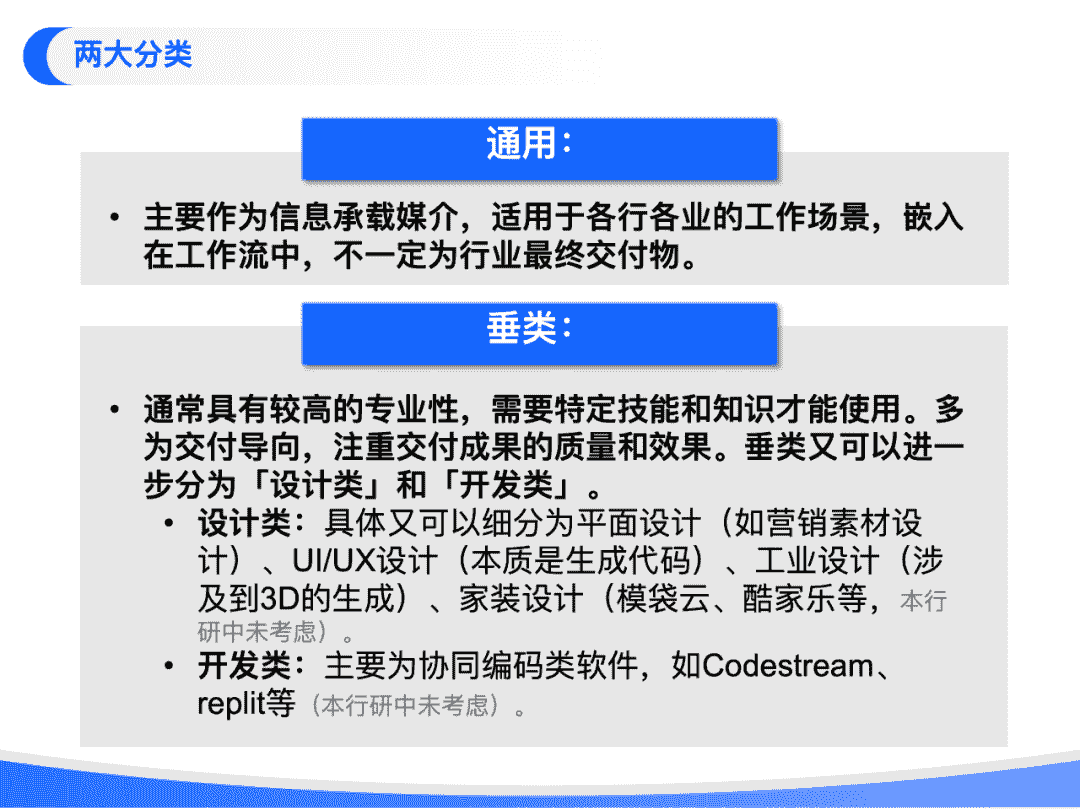 两大分类
通用：
• 主要作为信息承载媒介，适用于各行各业的工作场景，嵌入
在工作流中，不一定为行业最终交付物。
垂类：
• 通常具有较高的专业性，需要特定技能和知识才能使用。多
为交付导向，注重交付成果的质量和效果。垂类又可以进一
步分为「设计类」和「开发类」。
• 设计类：具体又可以细分为平面设计（如营销素材设
计）、UI/UX设计（本质是生成代码）、工业设计（涉
及到3D的生成）、家装设计（模袋云、酷家乐等，本行
研中未考虑）。
• 开发类：主要为协同编码类软件，如Codestream、
replit等（本行研中未考虑）。